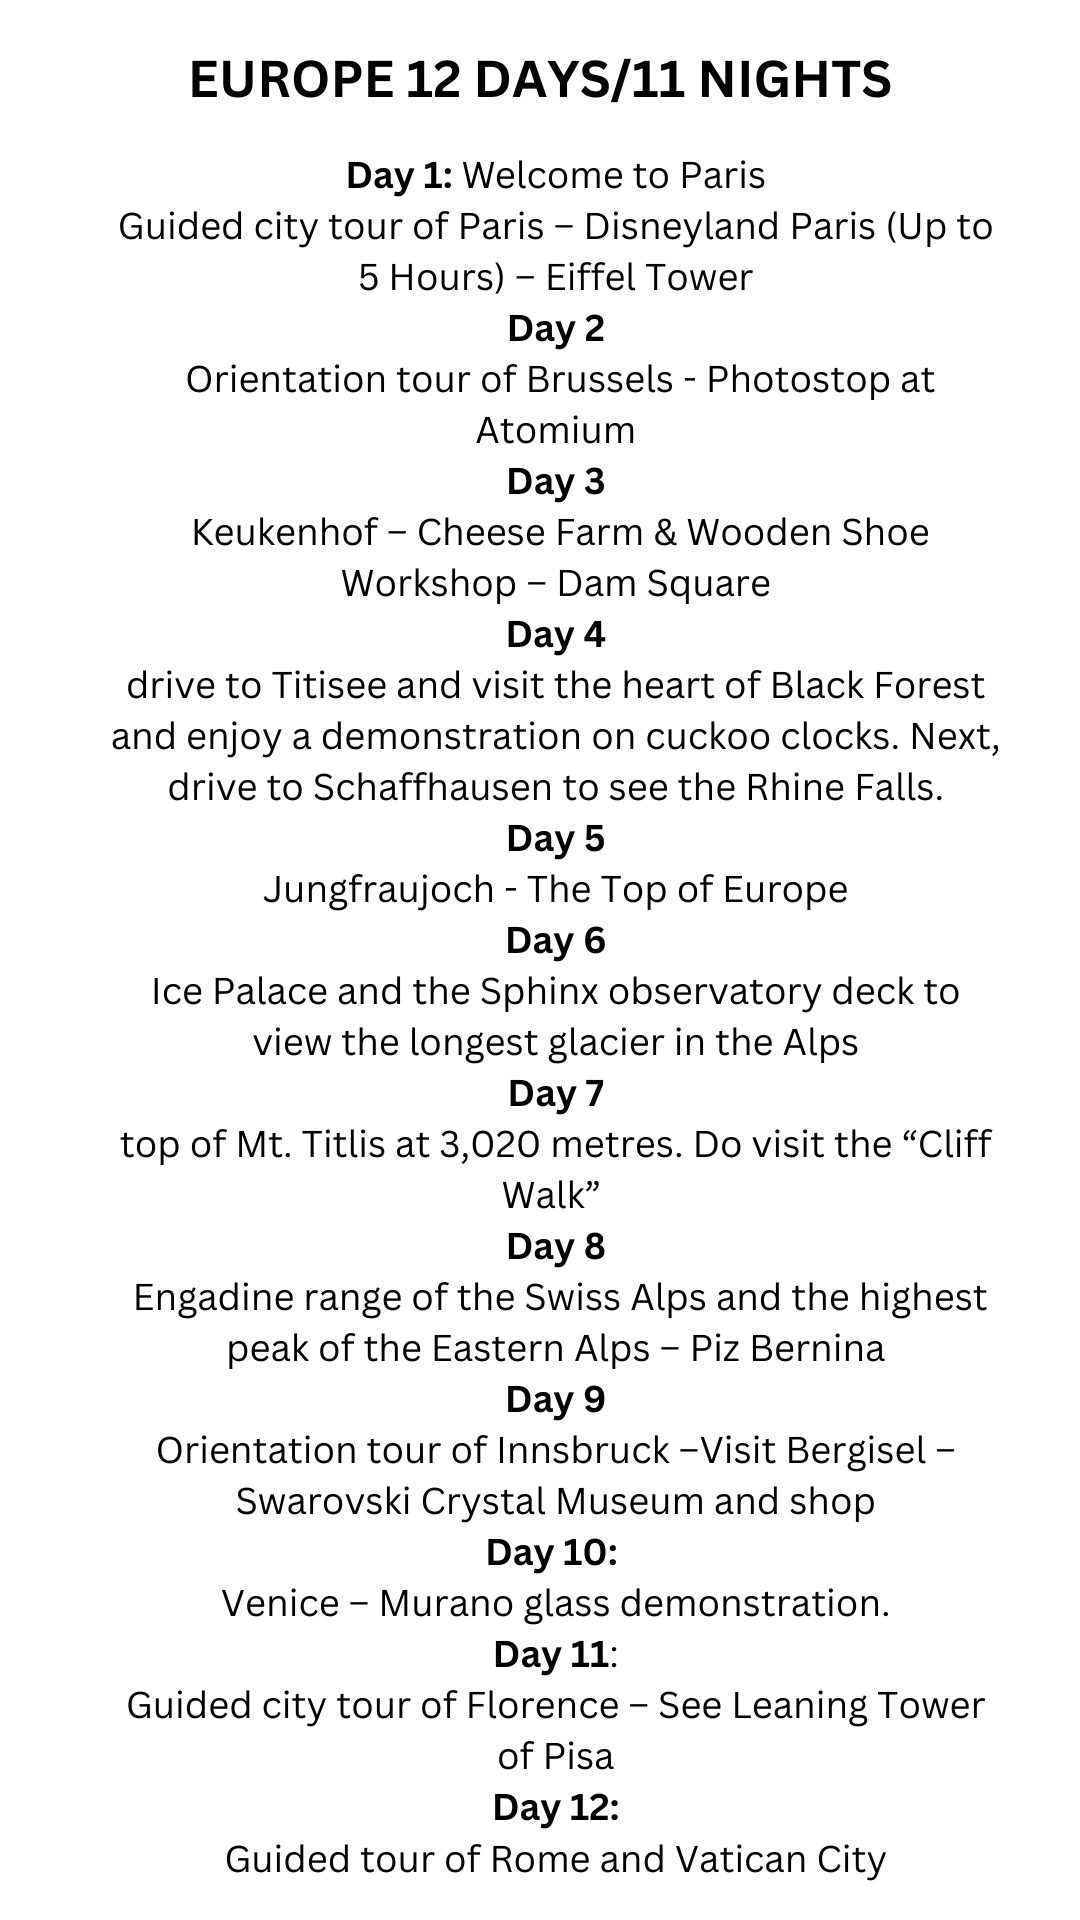 EUROPE 12 DAYS/11 NIGHTS
Day 1: Welcome to Paris
Guided city tour of Paris – Disneyland Paris (Up to
5 Hours) – Eiffel Tower
Day 2
Orientation tour of Brussels - Photostop at
Atomium
Day 3
Keukenhof – Cheese Farm & Wooden Shoe
Workshop – Dam Square
Day 4
drive to Titisee and visit the heart of Black Forest
and enjoy a demonstration on cuckoo clocks. Next,
drive to Schaffhausen to see the Rhine Falls.
Day 5
Jungfraujoch - The Top of Europe
Day 6
Ice Palace and the Sphinx observatory deck to
view the longest glacier in the Alps
Day 7
top of Mt. Titlis at 3,020 metres. Do visit the “Cliff
Walk”
Day 8
Engadine range of the Swiss Alps and the highest
peak of the Eastern Alps – Piz Bernina
Day 9
Orientation tour of Innsbruck –Visit Bergisel –
Swarovski Crystal Museum and shop
Day 10:
Venice – Murano glass demonstration.
Day 11:
Guided city tour of Florence – See Leaning Tower
of Pisa
Day 12:
Guided tour of Rome and Vatican City